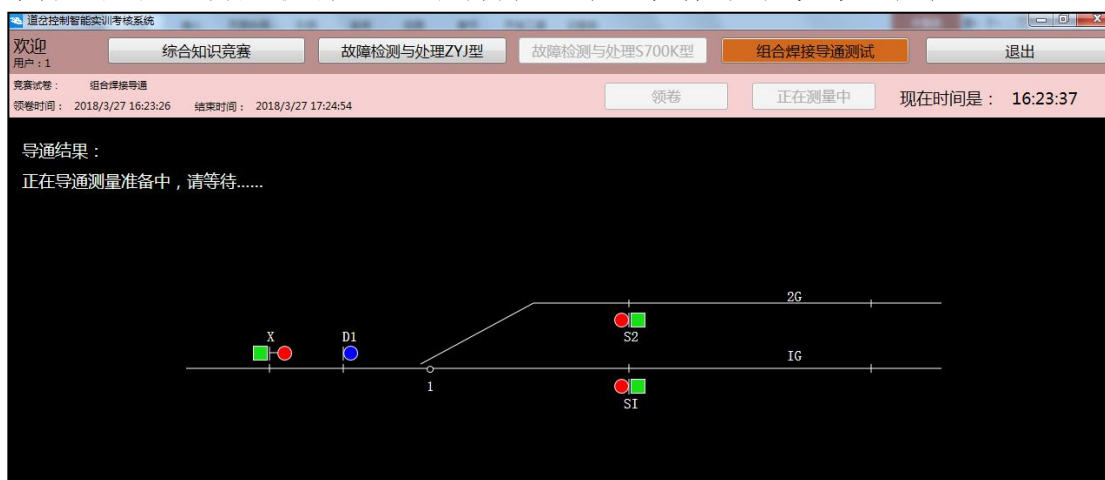 道岔控制智能实训考核系统
欢迎
用户：1
综合知识竞赛
故障检测与处理ZYJ型
故障检测与处理S700K型
组合焊接导通测试
退出
竞赛试卷： 组合焊接导通
领卷时间： 2018/3/27 16:23:26 结束时间： 2018/3/27 17:24:54
领卷
正在测量中
现在时间是： 16:23:37
导通结果：
正在导通测量准备中，请等待......
2G
S2
X
D1
IG
1
SI